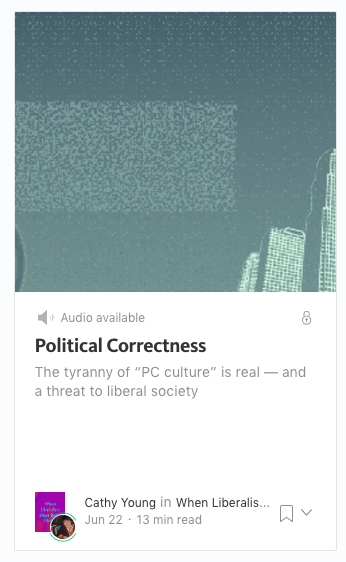 Audio available
Political Correctness
The tyranny of “PC culture” is real — and
a threat to liberal society
Cathy Young in When Liberalis...
Jun 22 · 13 min read